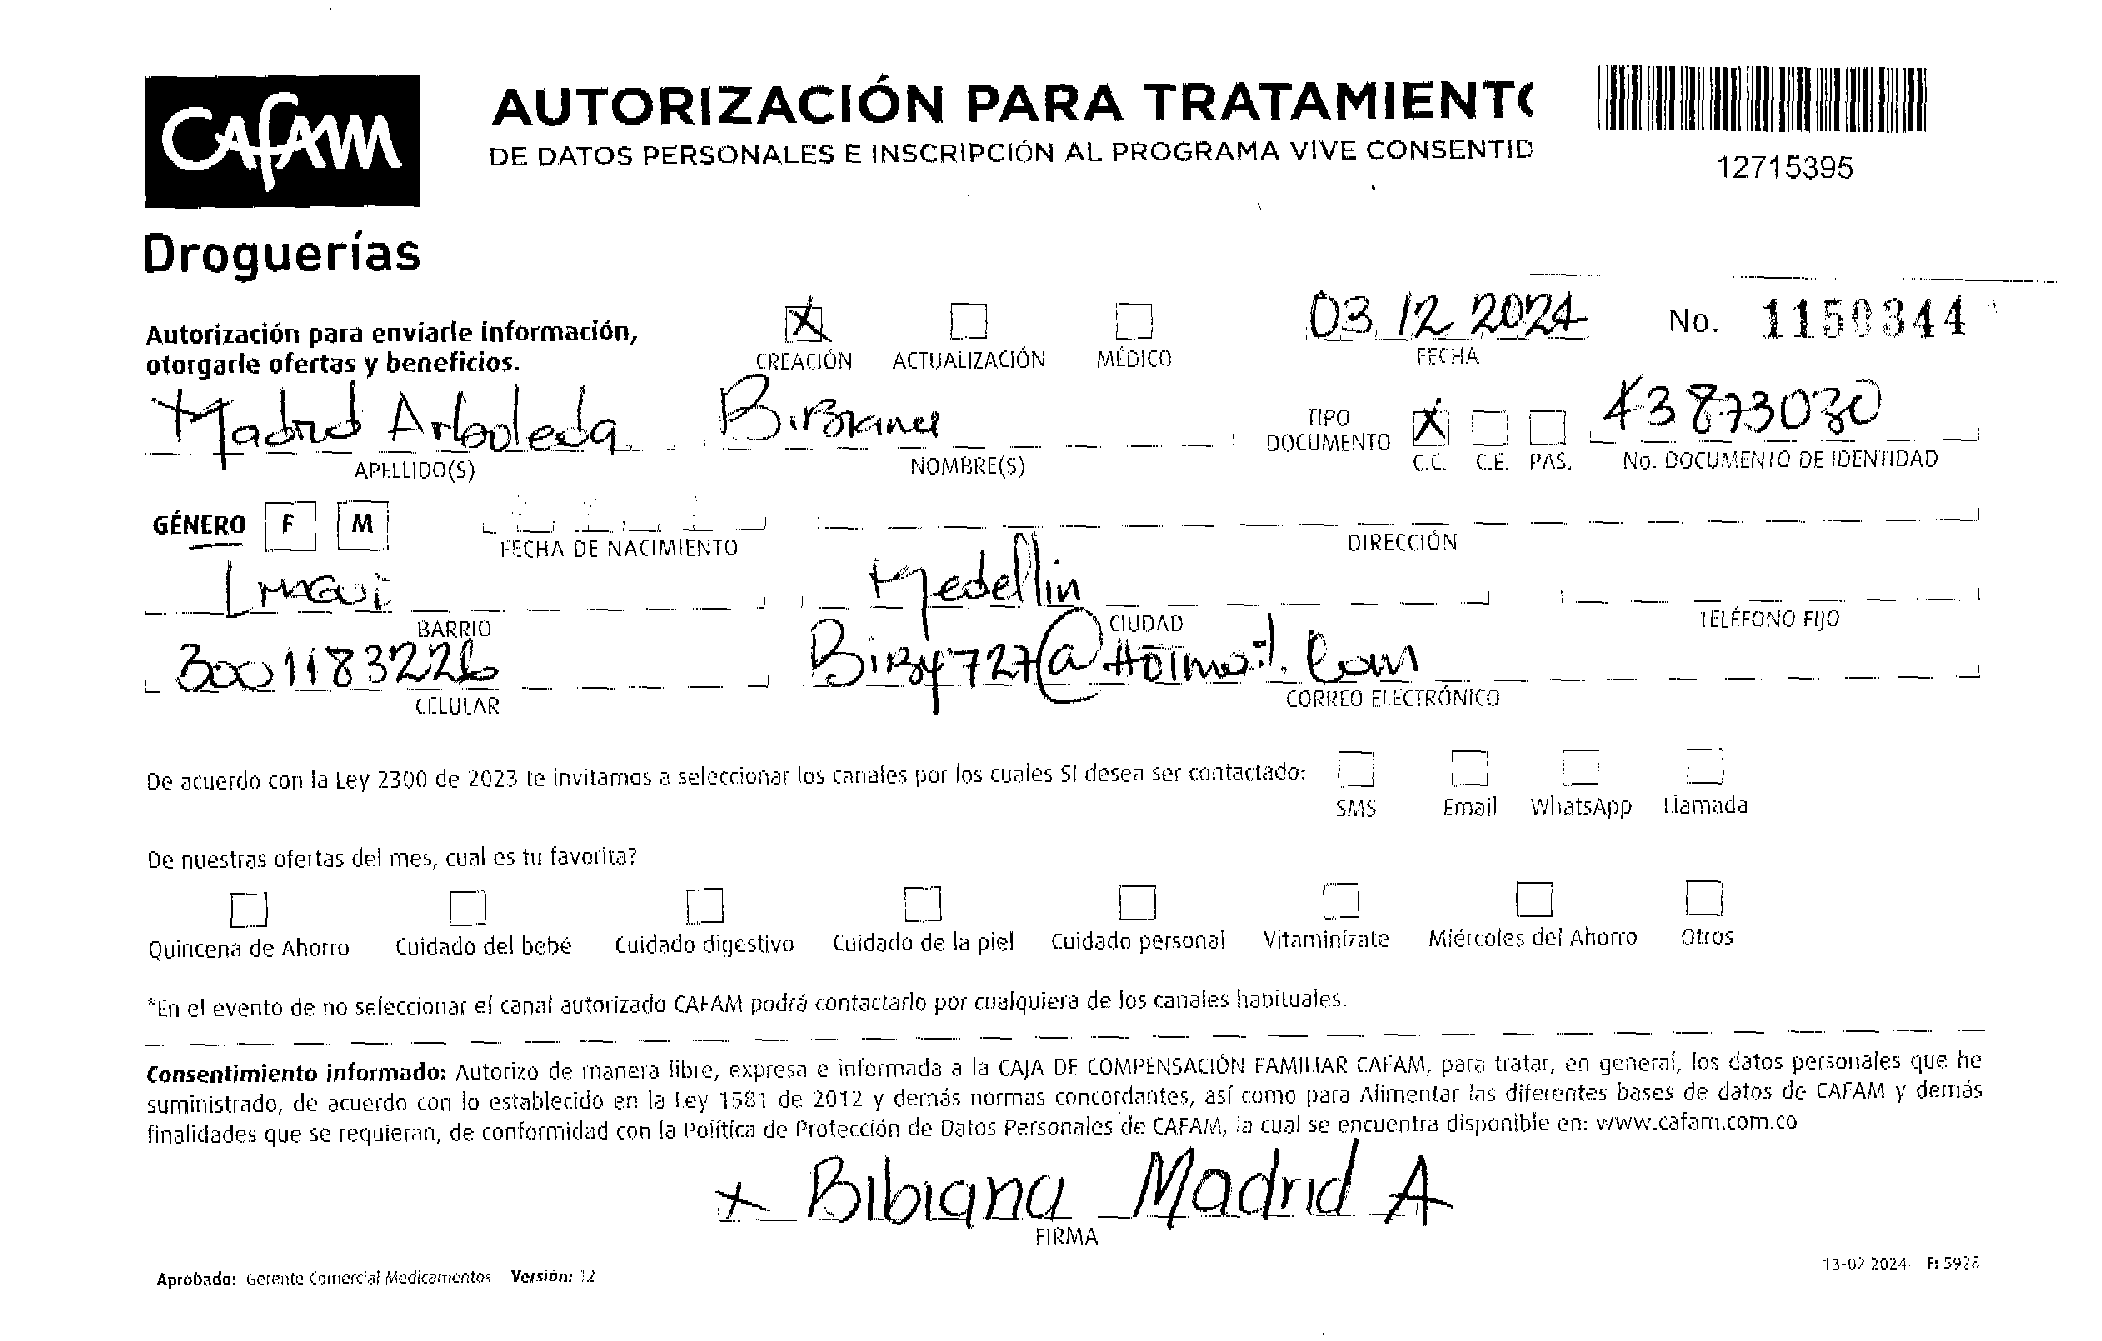 CAFAM
Droguerías
AUTORIZACIÓN PARA TRATAMIENTO
DE DATOS PERSONALES E INSCRIPCIÓN AL PROGRAMA VIVE CONSENTID
12715395
Autorización para enviarle información,
otorgarle ofertas y beneficios.
X CREACIÓN ACTUALIZACIÓN MÉDICO
03 12 2024
FECHA
No. 1150344
Madrid Arboleda
APELLIDO(S)
Bibiana
NOMBRE(S)
TIPO DOCUMENTO X C.C. C.E. PAS.
43873030
No. DOCUMENTO DE IDENTIDAD
GÉNERO F M
FECHA DE NACIMIENTO
DIRECCIÓN
BARRIO
Medellin
CIUDAD
TELÉFONO FIJO
3001183226
CELULAR
Biby727@Hotmail.com
CORREO ELECTRÓNICO
De acuerdo con la Ley 2300 de 2023 te invitamos a seleccionar los canales por los cuales SI desea ser contactado:
SMS Email WhatsApp Llamada
De nuestras ofertas del mes, cual es tu favorita?
Quincena de Ahorro Cuidado del bebé Cuidado digestivo Cuidado de la piel Cuidado personal Vitaminízate Miércoles del Ahorro Otros
*En el evento de no seleccionar el canal autorizado CAFAM podrá contactarlo por cualquiera de los canales habituales.
Consentimiento informado: Autorizo de manera libre, expresa e informada a la CAJA DE COMPENSACIÓN FAMILIAR CAFAM, para tratar, en general, los datos personales que he
suministrado, de acuerdo con lo establecido en la Ley 1581 de 2012 y demás normas concordantes, así como para Alimentar las diferentes bases de datos de CAFAM y demás
finalidades que se requieran, de conformidad con la Política de Protección de Datos Personales de CAFAM, la cual se encuentra disponible en: www.cafam.com.co
x Bibiana Madrid A
FIRMA
Aprobado: Gerente Comercial Medicamentos Versión: 12
13-02 2024